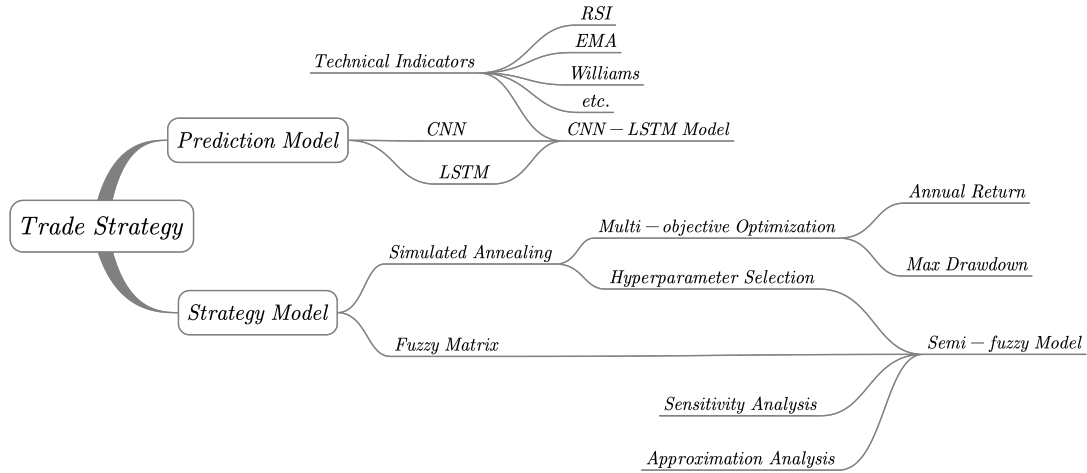 RSI
EMA
Technical Indicators
Williams
etc.
CNN
CNN – LSTM Model
Prediction Model
LSTM
Annual Return
Trade Strategy
Multi – objective Optimization
Simulated Annealing
Max Drawdown
Hyperparameter Selection
Strategy Model
Fuzzy Matrix
Semi – fuzzy Model
Sensitivity Analysis
Approximation Analysis